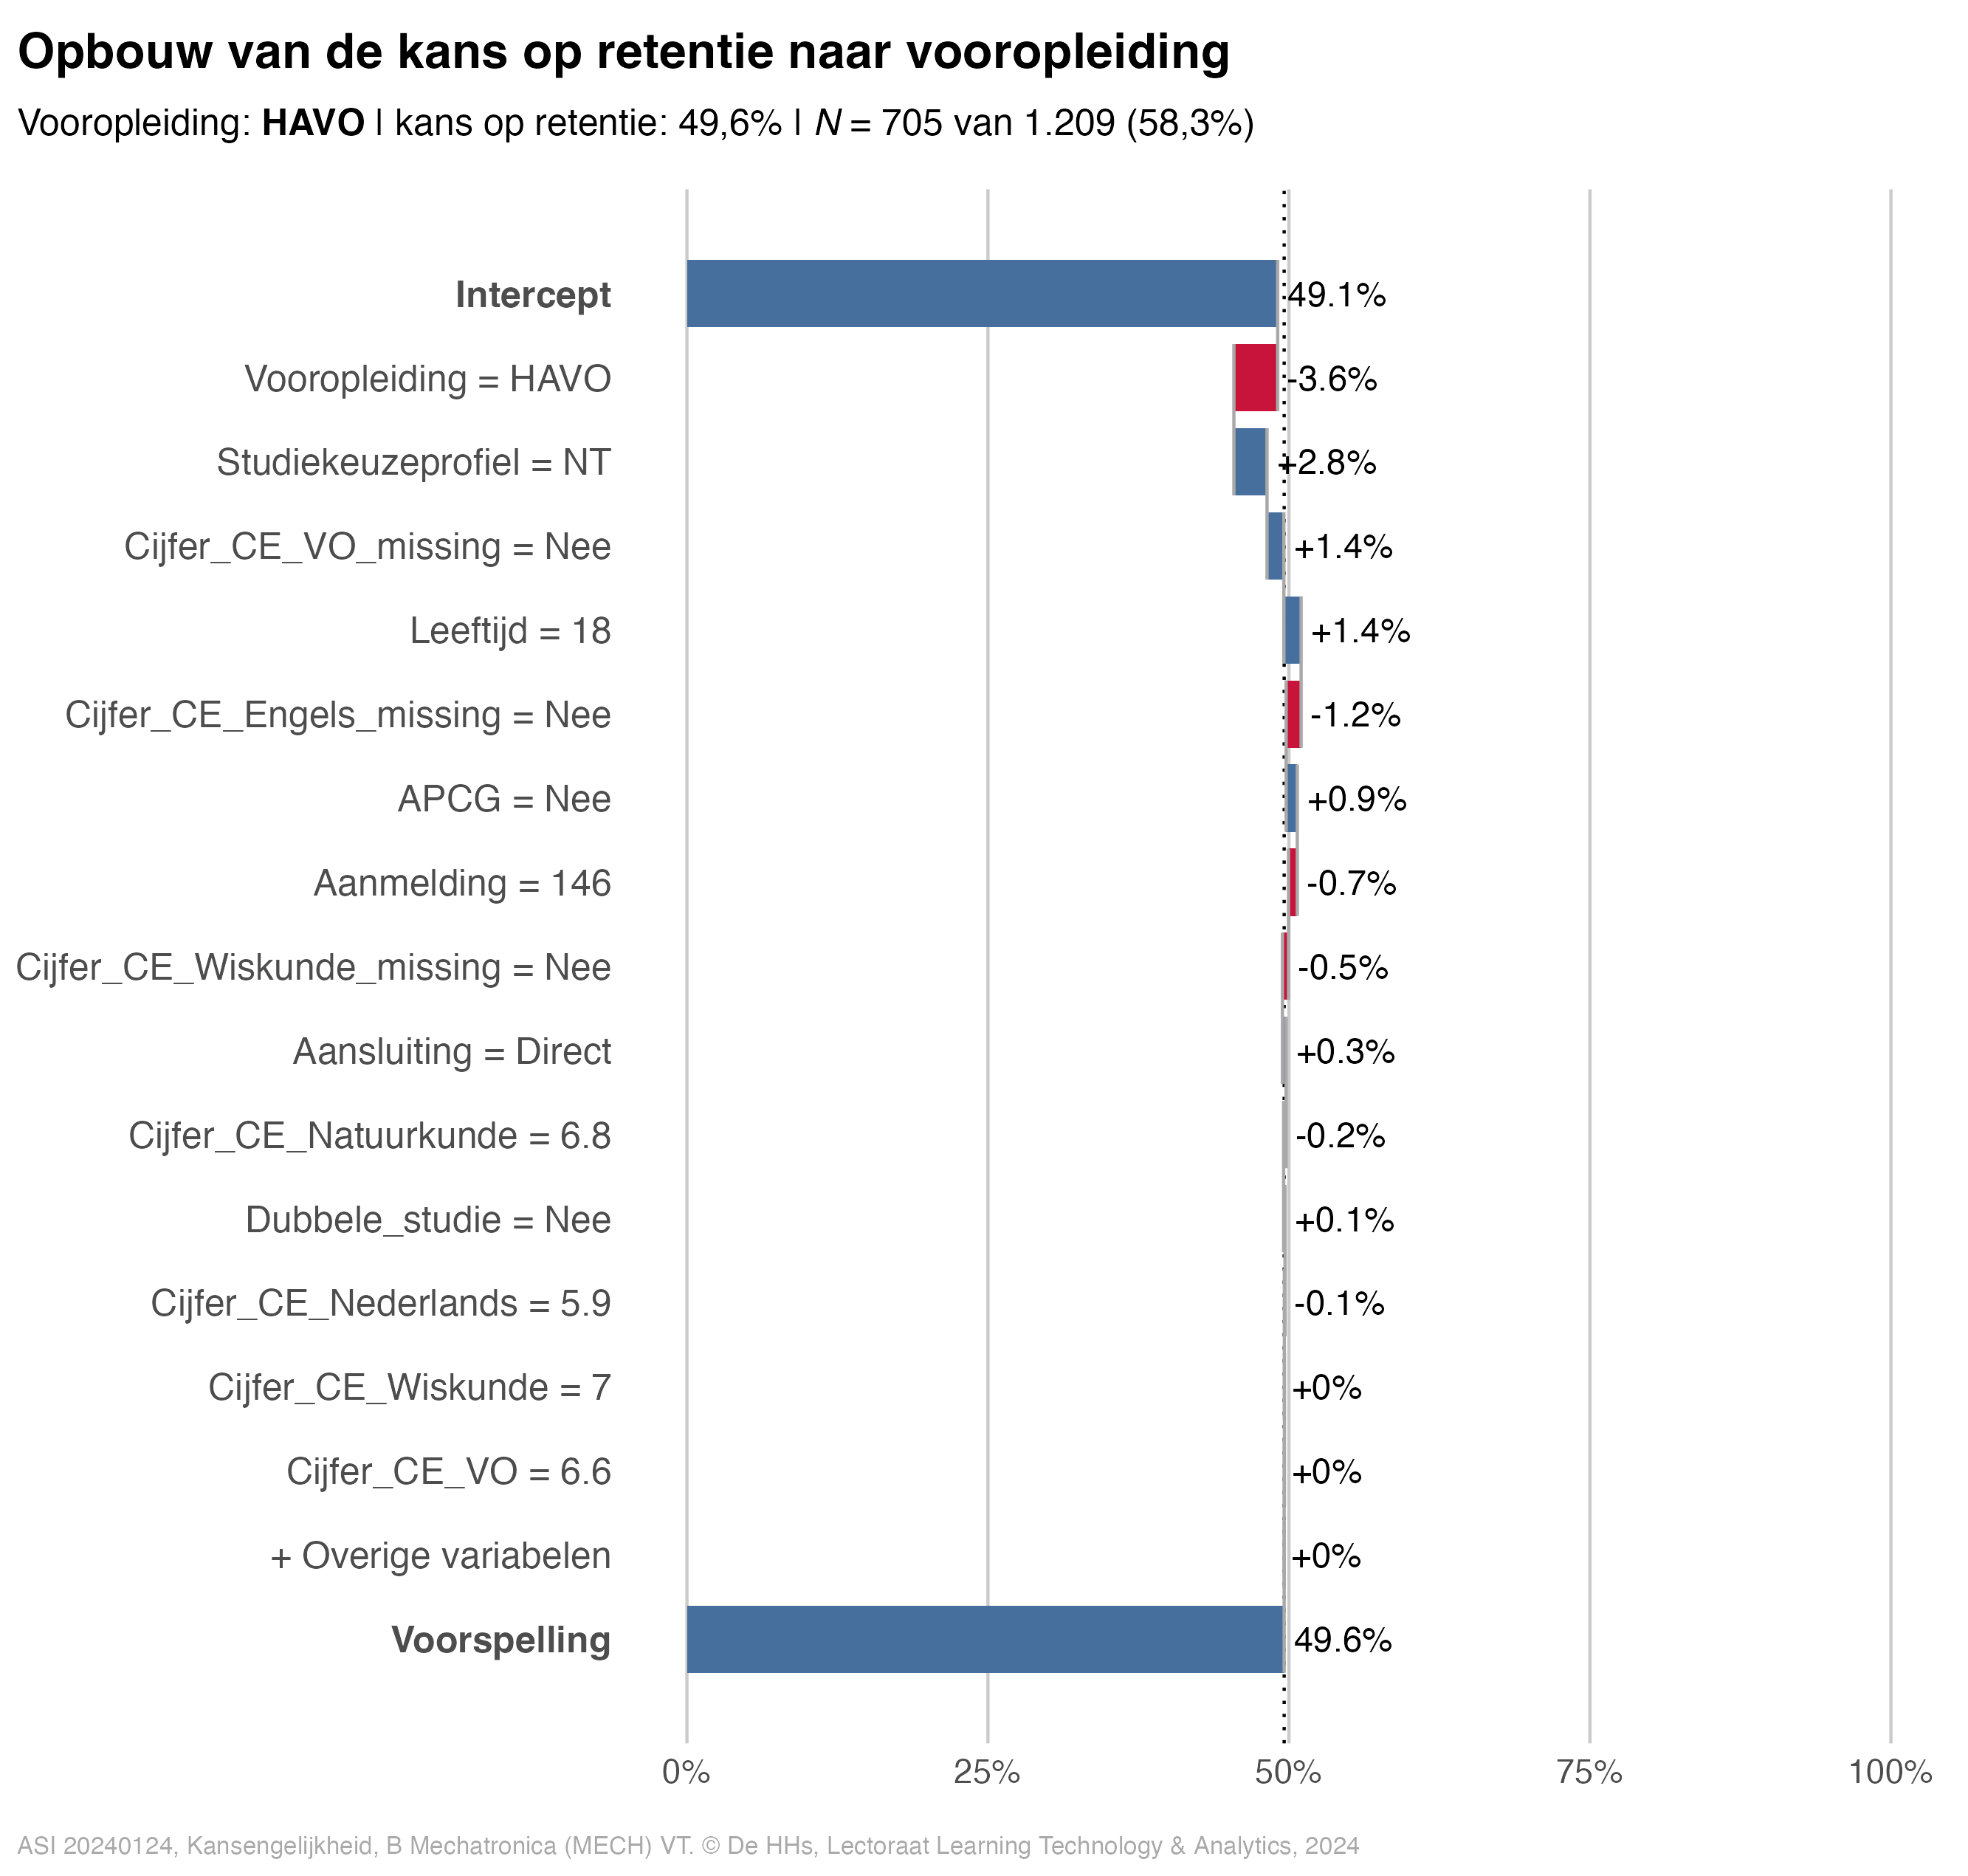 Opbouw van de kans op retentie naar vooropleiding
Vooropleiding: HAVO | kans op retentie: 49,6% | N = 705 van 1.209 (58,3%)
Intercept 49.1%
Vooropleiding = HAVO -3.6%
Studiekeuzeprofiel = NT +2.8%
Cijfer_CE_VO_missing = Nee +1.4%
Leeftijd = 18 +1.4%
Cijfer_CE_Engels_missing = Nee -1.2%
APCG = Nee +0.9%
Aanmelding = 146 -0.7%
Cijfer_CE_Wiskunde_missing = Nee -0.5%
Aansluiting = Direct +0.3%
Cijfer_CE_Natuurkunde = 6.8 -0.2%
Dubbele_studie = Nee +0.1%
Cijfer_CE_Nederlands = 5.9 -0.1%
Cijfer_CE_Wiskunde = 7 +0%
Cijfer_CE_VO = 6.6 +0%
+ Overige variabelen +0%
Voorspelling 49.6%
0% 25% 50% 75% 100%
ASI 20240124, Kansengelijkheid, B Mechatronica (MECH) VT. © De HHs, Lectoraat Learning Technology & Analytics, 2024